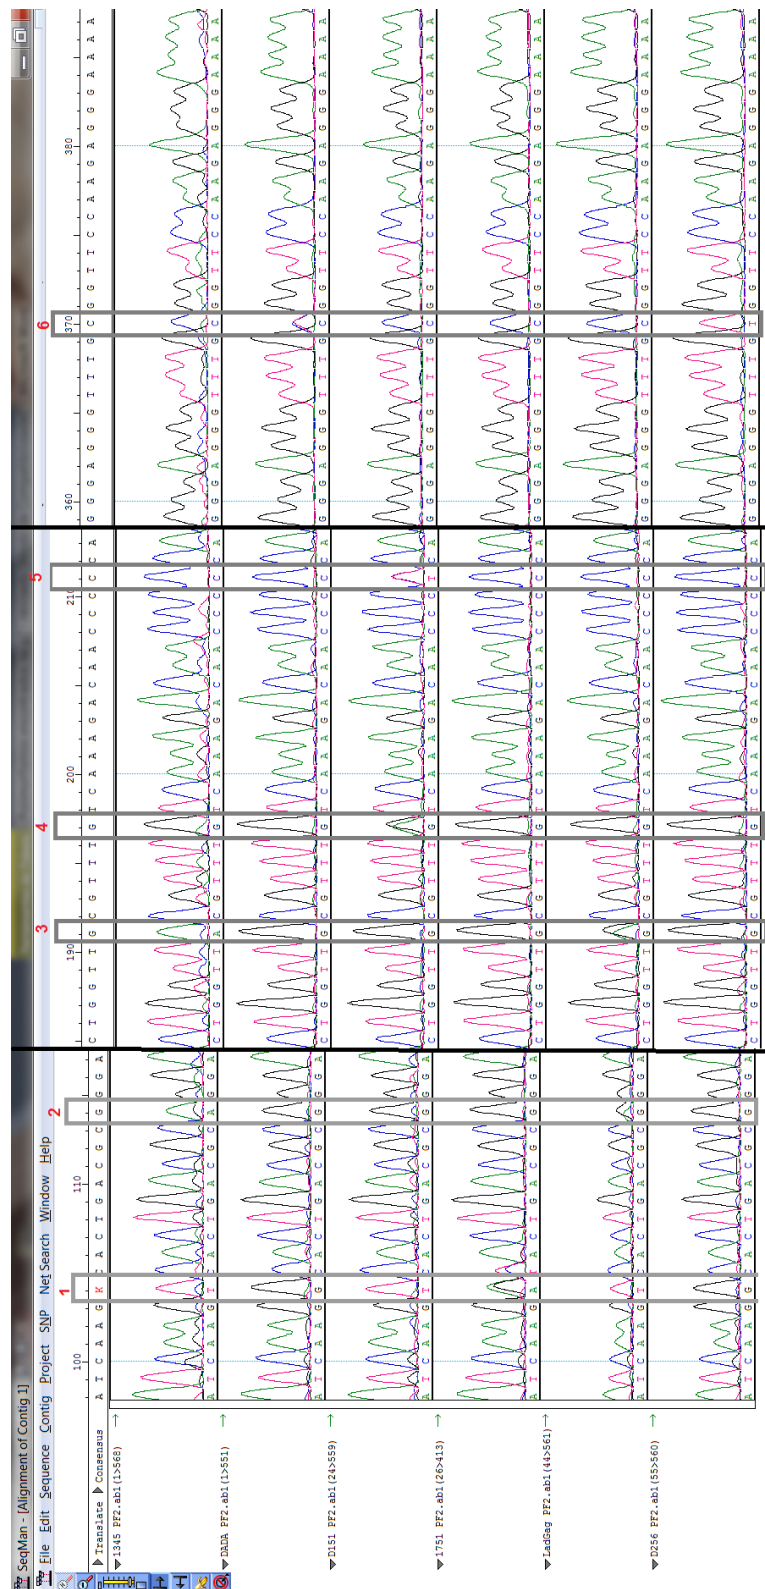 SeqMan - [Alignment of Contig 1]
File Edit Sequence Contig Project SNP Net Search Window Help
1 2 3 4 5 6
100 110 190 200 210 360 370 380
Translate Consensus A T C A A G K C A C T G A C G C G G G A C T G G T T G C G T T T G T C A A A G A C A A C C C C C A G G G A G G G T T T G C G G T T C C A A G A G G G A A A A
1345 PF2.ab1(1>568) A T C A A G T C A C T G A C G C A G G A C T G G T T A C G T T T G T C A A A G A C A A C C C C C A G G G A G G G T T T G C G G T T C C A A G A G G G A A A A
DADA PF2.ab1(1>551) A T C A A G G C A C T G A C G C G G G A C T G G T T G C G T T T G T C A A A G A C A A C C C C C A G G G A G G G T T T G C G G T T C C A A G A G G G A A A A
D151 PF2.ab1(24>559) A T C A A G T C A C T G A C G C G G G A C T G G T T G C G T T T G T C A A A G A C A A C C C T C A G G G A G G G T T T G C G G T T C C A A G A G G G A A A A
1751 PF2.ab1(26>413) A T C A A G A C A C T G A C G C G G G A C T G G T T G C G T T T G T C A A A G A C A A C C C C C A G G G A G G G T T T G C G G T T C C A A G A G G G A A A A
LadGag PF2.ab1(44>561) A T C A A G T C A C T G A C G C G G G A C T G G T T G C G T T T G T C A A A G A C A A C C C C C A G G G A G G G T T T G C G G T T C C A A G A G G G A A A A
D256 PF2.ab1(55>560) A T C A A G G C A C T G A C G C G G G A C T G G T T G C G T T T G T C A A A G A C A A C C C C C A G G G A G G G T T T G T G G T T C C A A G A G G G A A A A